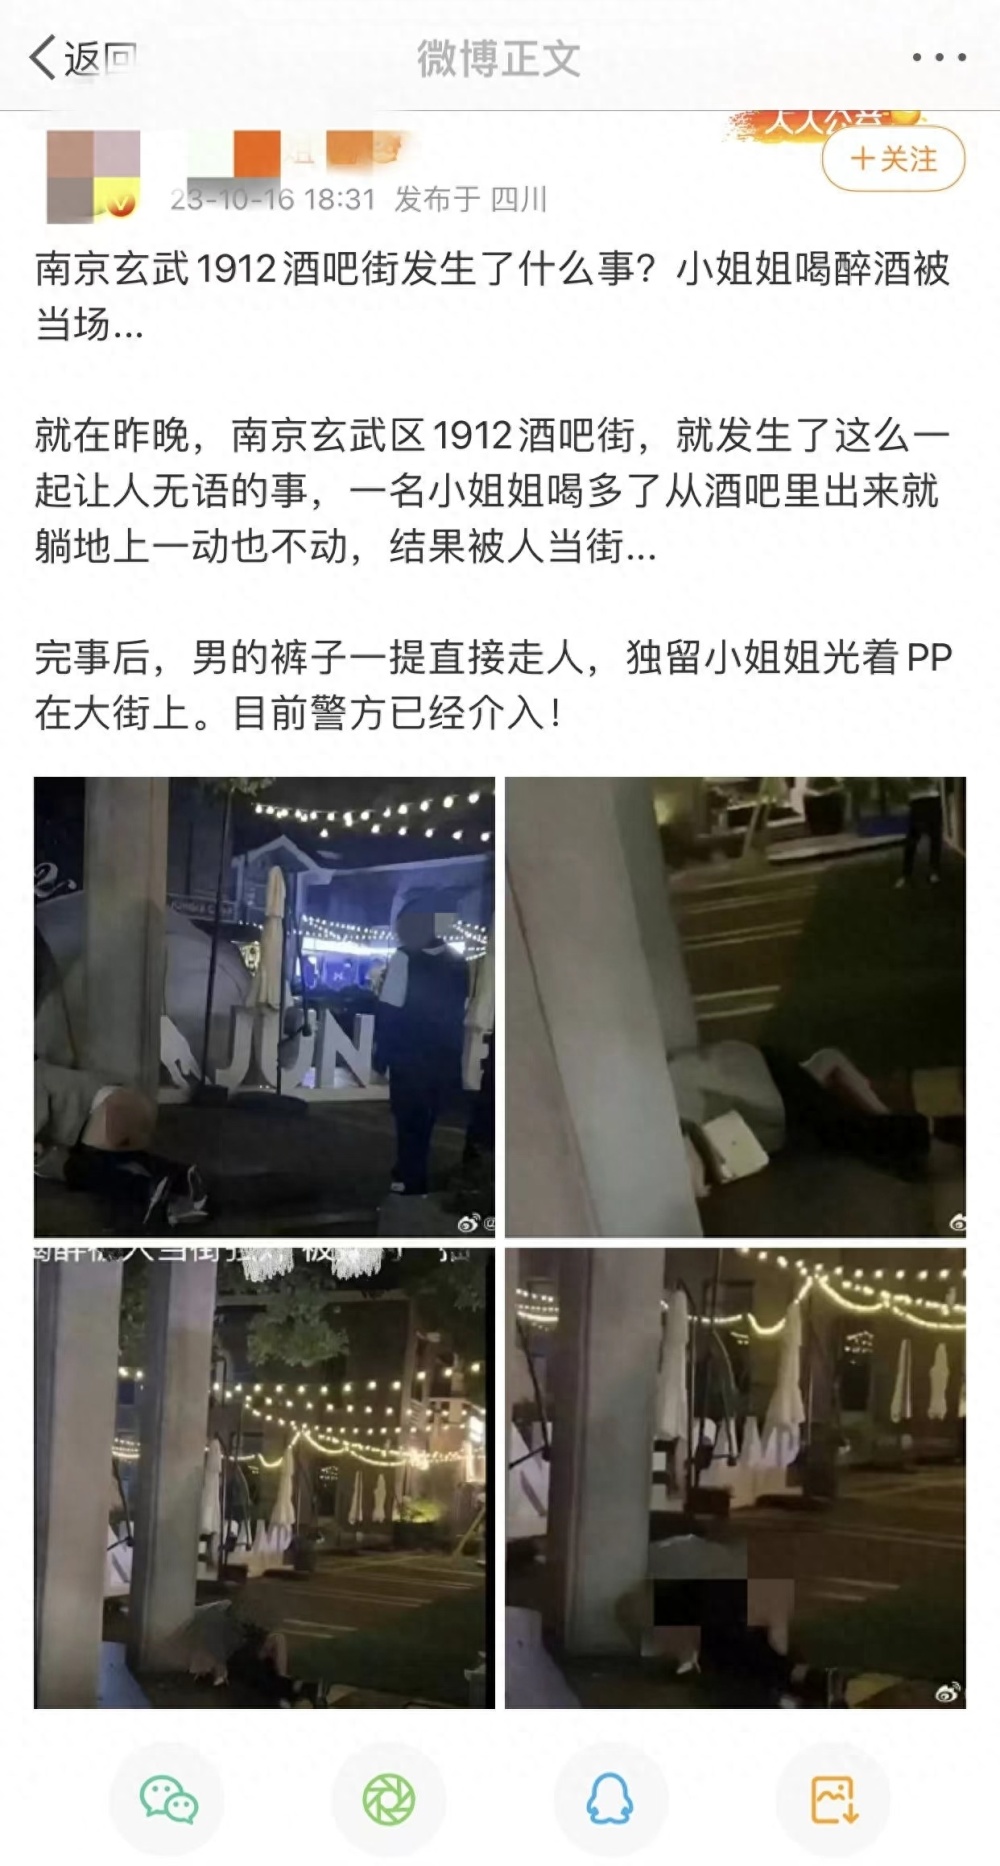 返回
微博正文
人人公益
+关注
23-10-16 18:31 发布于 四川
南京玄武1912酒吧街发生了什么事？小姐姐喝醉酒被
当场...
就在昨晚，南京玄武区1912酒吧街，就发生了这么一
起让人无语的事，一名小姐姐喝多了从酒吧里出来就
躺地上一动也不动，结果被人当街...
完事后，男的裤子一提直接走人，独留小姐姐光着PP
在大街上。目前警方已经介入！
JUN